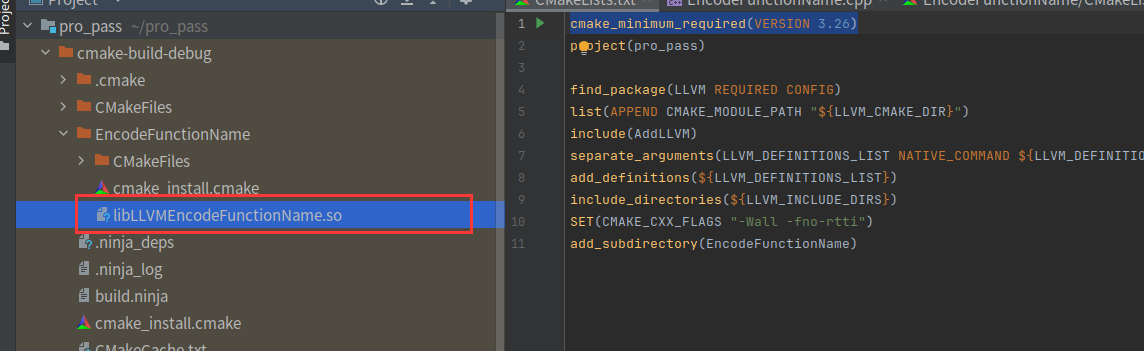 Project
Project
pro_pass ~/pro_pass
cmake-build-debug
.cmake
CMakeFiles
EncodeFunctionName
CMakeFiles
cmake_install.cmake
libLLVMEncodeFunctionName.so
.ninja_deps
.ninja_log
build.ninja
cmake_install.cmake
CMakeCache.txt
CMakeLists.txt
EncodeFunctionName.cpp
EncodeFunctionName/CMakeLis
1 cmake_minimum_required(VERSION 3.26)
2 project(pro_pass)
3
4 find_package(LLVM REQUIRED CONFIG)
5 list(APPEND CMAKE_MODULE_PATH "${LLVM_CMAKE_DIR}")
6 include(AddLLVM)
7 separate_arguments(LLVM_DEFINITIONS_LIST NATIVE_COMMAND ${LLVM_DEFINITIO
8 add_definitions(${LLVM_DEFINITIONS_LIST})
9 include_directories(${LLVM_INCLUDE_DIRS})
10 SET(CMAKE_CXX_FLAGS "-Wall -fno-rtti")
11 add_subdirectory(EncodeFunctionName)